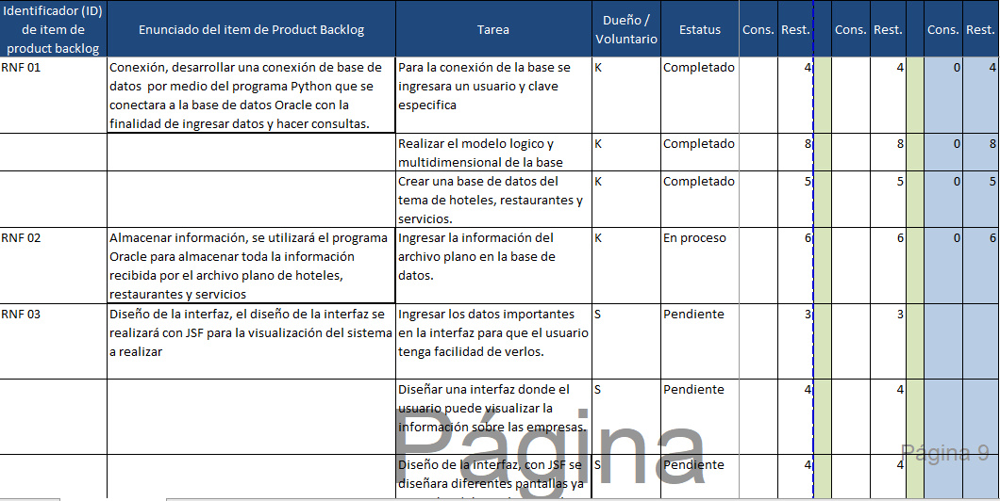 Identificador (ID)
de item de
product backlog
Enunciado del item de Product Backlog
Tarea
Dueño /
Voluntario
Estatus
Cons. Rest.
Cons. Rest.
Cons. Rest.
RNF 01
Conexión, desarrollar una conexión de base de
datos por medio del programa Python que se
conectara a la base de datos Oracle con la
finalidad de ingresar datos y hacer consultas.
Para la conexión de la base se
ingresara un usuario y clave
especifica
K
Completado
4
4
0
4
Realizar el modelo logico y
multidimensional de la base
K
Completado
8
8
0
8
Crear una base de datos del
tema de hoteles, restaurantes y
servicios.
K
Completado
5
5
0
5
RNF 02
Almacenar información, se utilizará el programa
Oracle para almacenar toda la información
recibida por el archivo plano de hoteles,
restaurantes y servicios
Ingresar la información del
archivo plano en la base de
datos.
K
En proceso
6
6
0
6
RNF 03
Diseño de la interfaz, el diseño de la interfaz se
realizará con JSF para la visualización del sistema
a realizar
Ingresar los datos importantes
en la interfaz para que el usuario
tenga facilidad de verlos.
S
Pendiente
3
3
Diseñar una interfaz donde el
usuario puede visualizar la
información sobre las empresas.
S
Pendiente
4
4
Página
Página 9
Diseño de la interfaz, con JSF se
diseñara diferentes pantallas ya
S
Pendiente
4
4